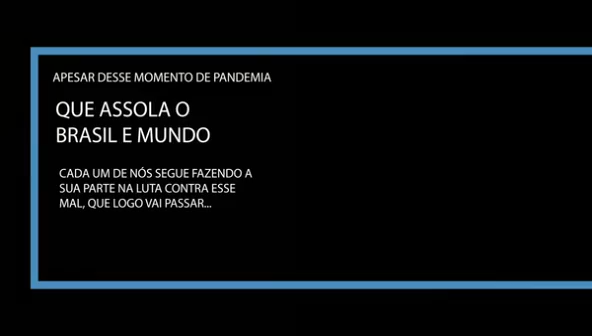 APESAR DESSE MOMENTO DE PANDEMIA
QUE ASSOLA O
BRASIL E MUNDO
CADA UM DE NÓS SEGUE FAZENDO A
SUA PARTE NA LUTA CONTRA ESSE
MAL, QUE LOGO VAI PASSAR...